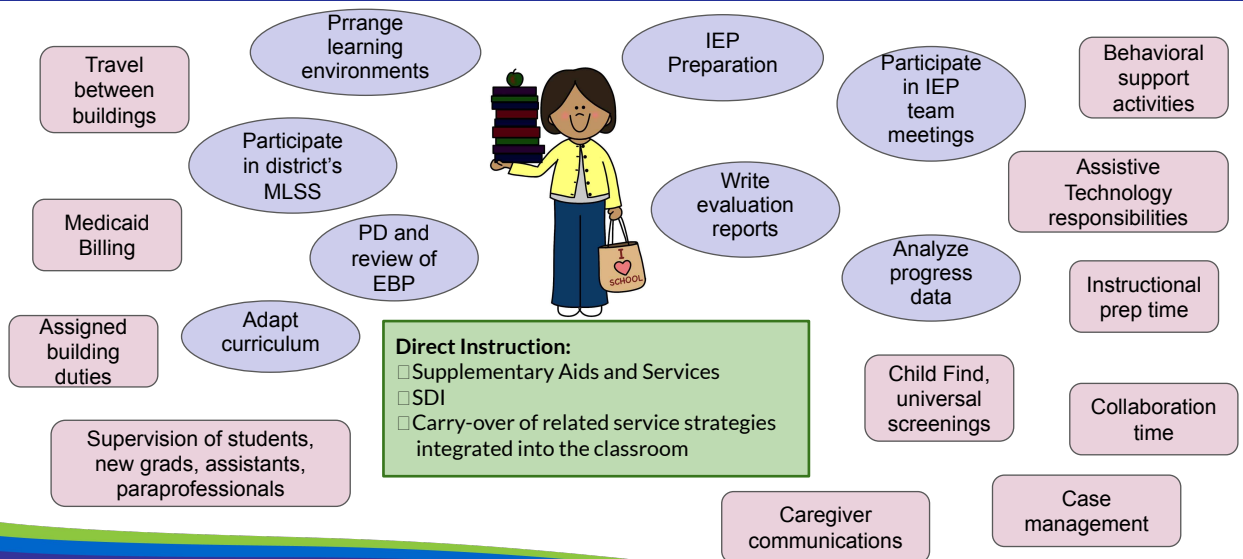 Prrange
learning
environments
IEP
Preparation
Travel
between
buildings
Participate
in IEP
team
meetings
Behavioral
support
activities
Participate
in district's
MLSS
Assistive
Technology
responsibilities
Write
evaluation
reports
Medicaid
Billing
PD and
review of
EBP
I
SCHOOL
Analyze
progress
data
Instructional
prep time
Assigned
building
duties
Adapt
curriculum
Direct Instruction:
□Supplementary Aids and Services
□SDI
□Carry-over of related service strategies
integrated into the classroom
Child Find,
universal
screenings
Collaboration
time
Supervision of students,
new grads, assistants,
paraprofessionals
Caregiver
communications
Case
management